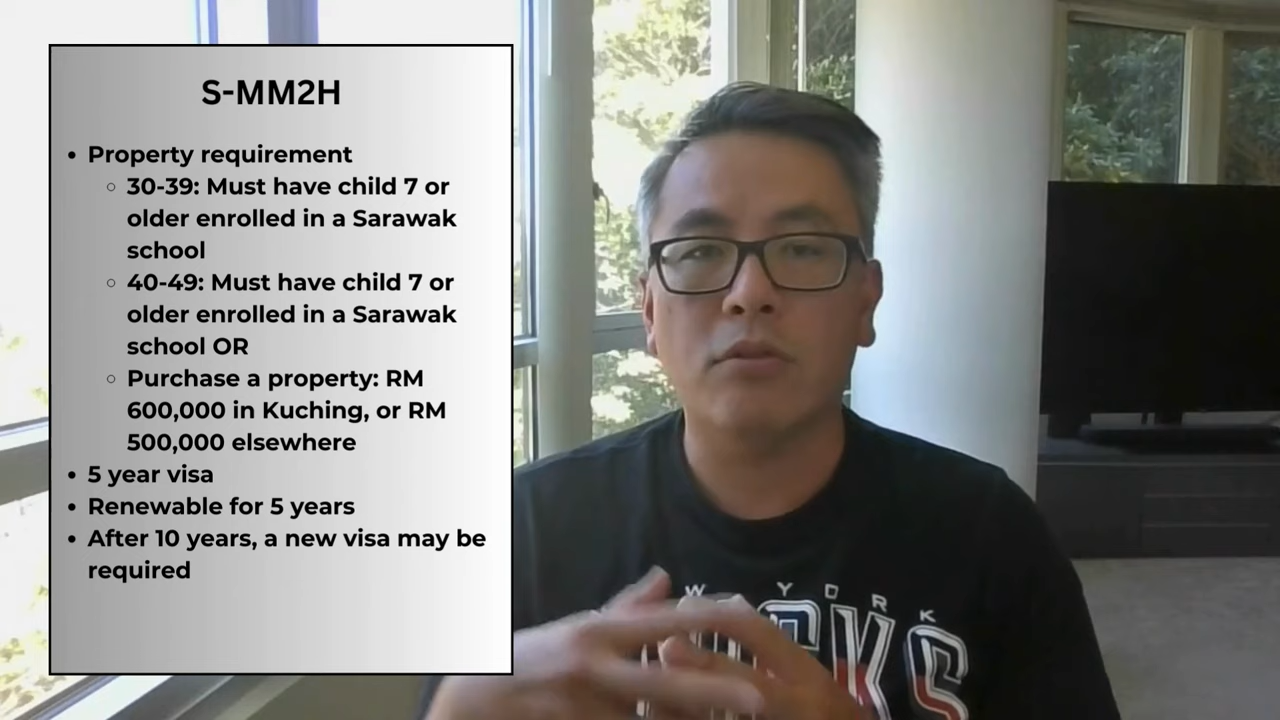 S-MM2H
• Property requirement
○ 30-39: Must have child 7 or
older enrolled in a Sarawak
school
○ 40-49: Must have child 7 or
older enrolled in a Sarawak
school OR
○ Purchase a property: RM
600,000 in Kuching, or RM
500,000 elsewhere
• 5 year visa
• Renewable for 5 years
• After 10 years, a new visa may be
required
W YORK